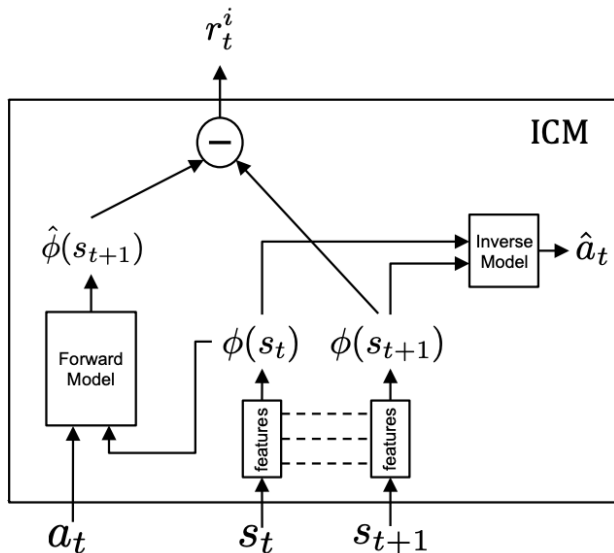 r_t^i
ICM
−
ϕ̂(s_{t+1})
Inverse
Model
â_t
Forward
Model
ϕ(s_t) ϕ(s_{t+1})
features features
a_t s_t s_{t+1}